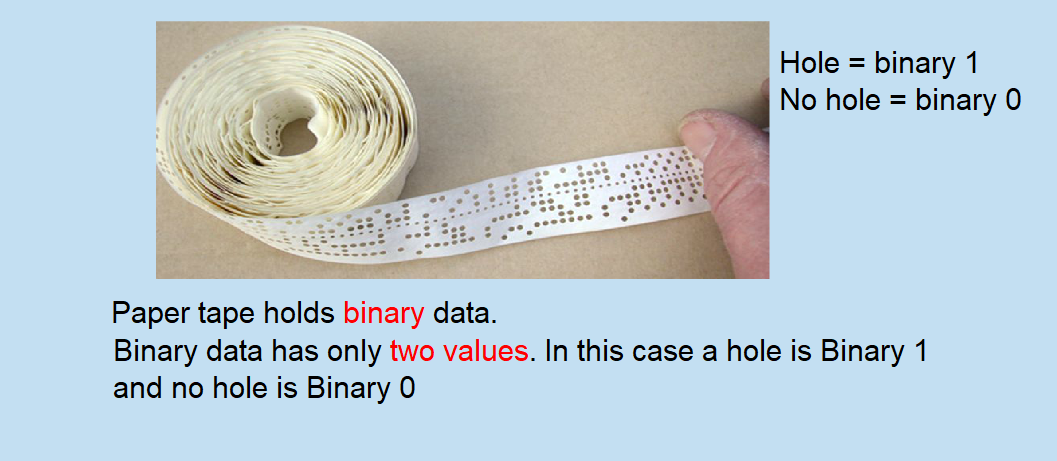 Hole = binary 1
No hole = binary 0
Paper tape holds binary data.
Binary data has only two values. In this case a hole is Binary 1
and no hole is Binary 0